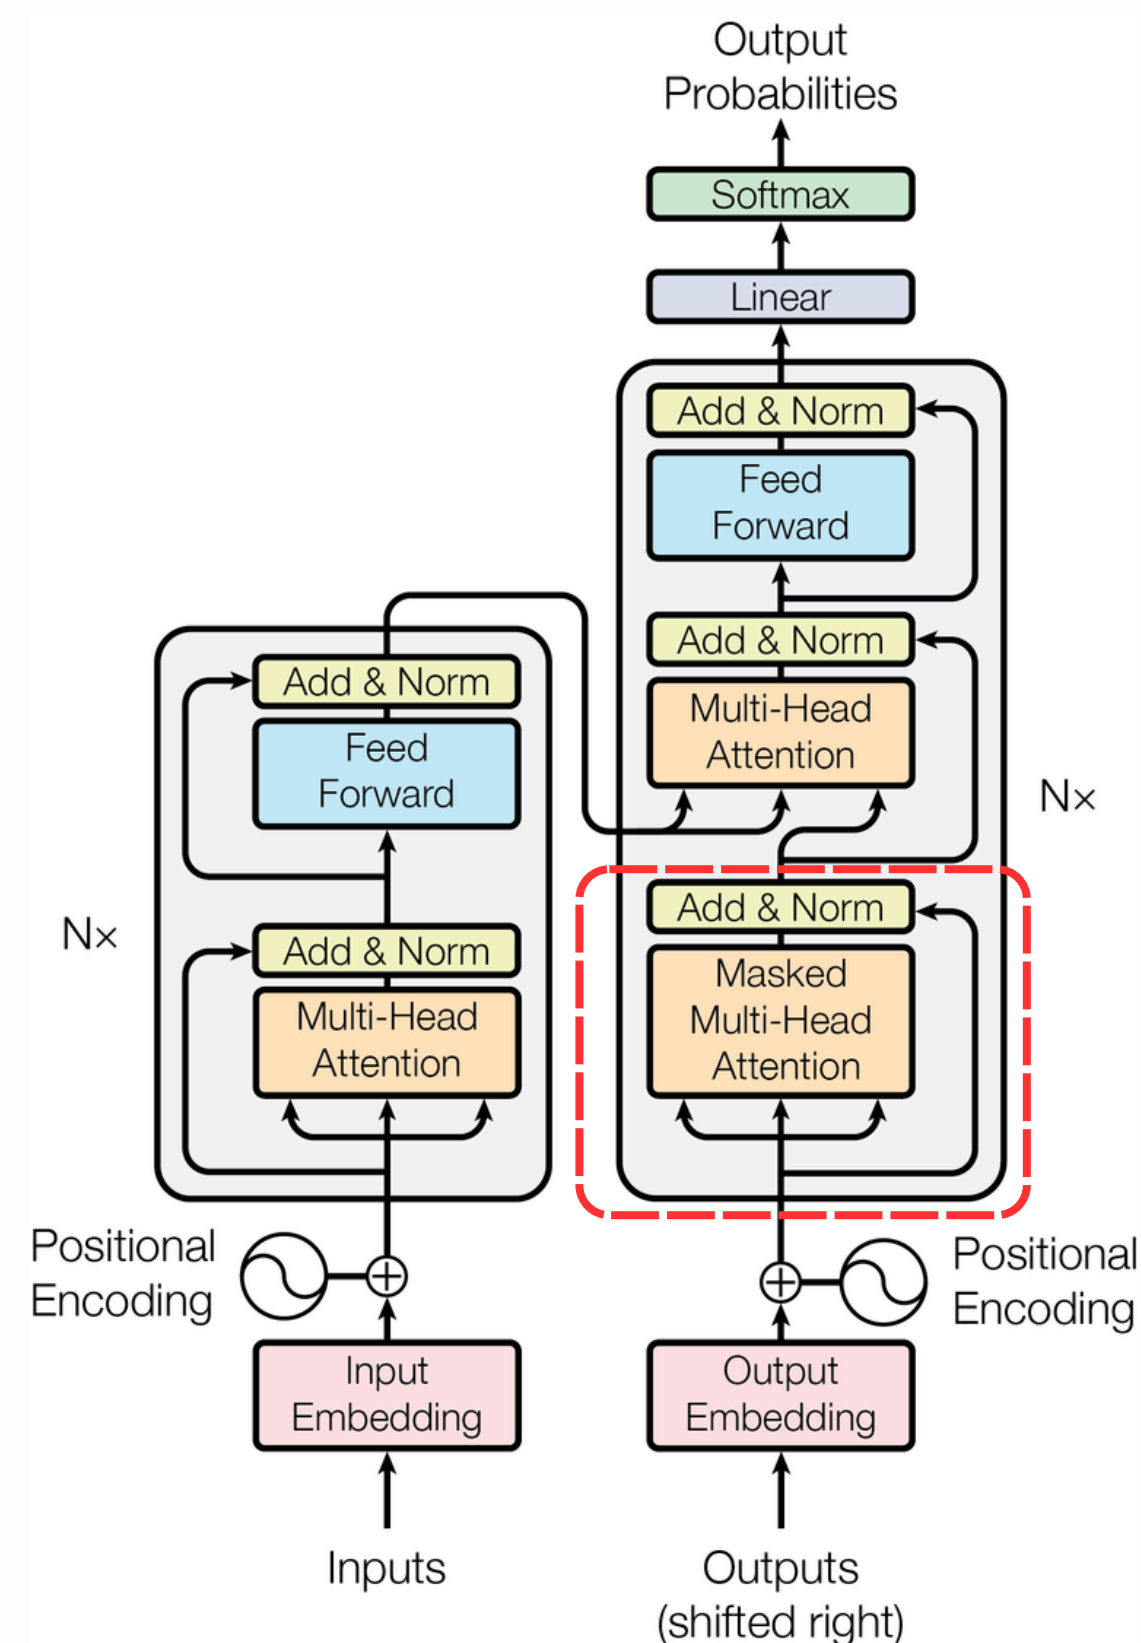 Output
Probabilities
Softmax
Linear
Add & Norm
Feed
Forward
Add & Norm
Multi-Head
Attention
Nx
Add & Norm
Masked
Multi-Head
Attention
Add & Norm
Feed
Forward
Nx
Add & Norm
Multi-Head
Attention
Positional
Encoding
Positional
Encoding
Input
Embedding
Output
Embedding
Inputs
Outputs
(shifted right)